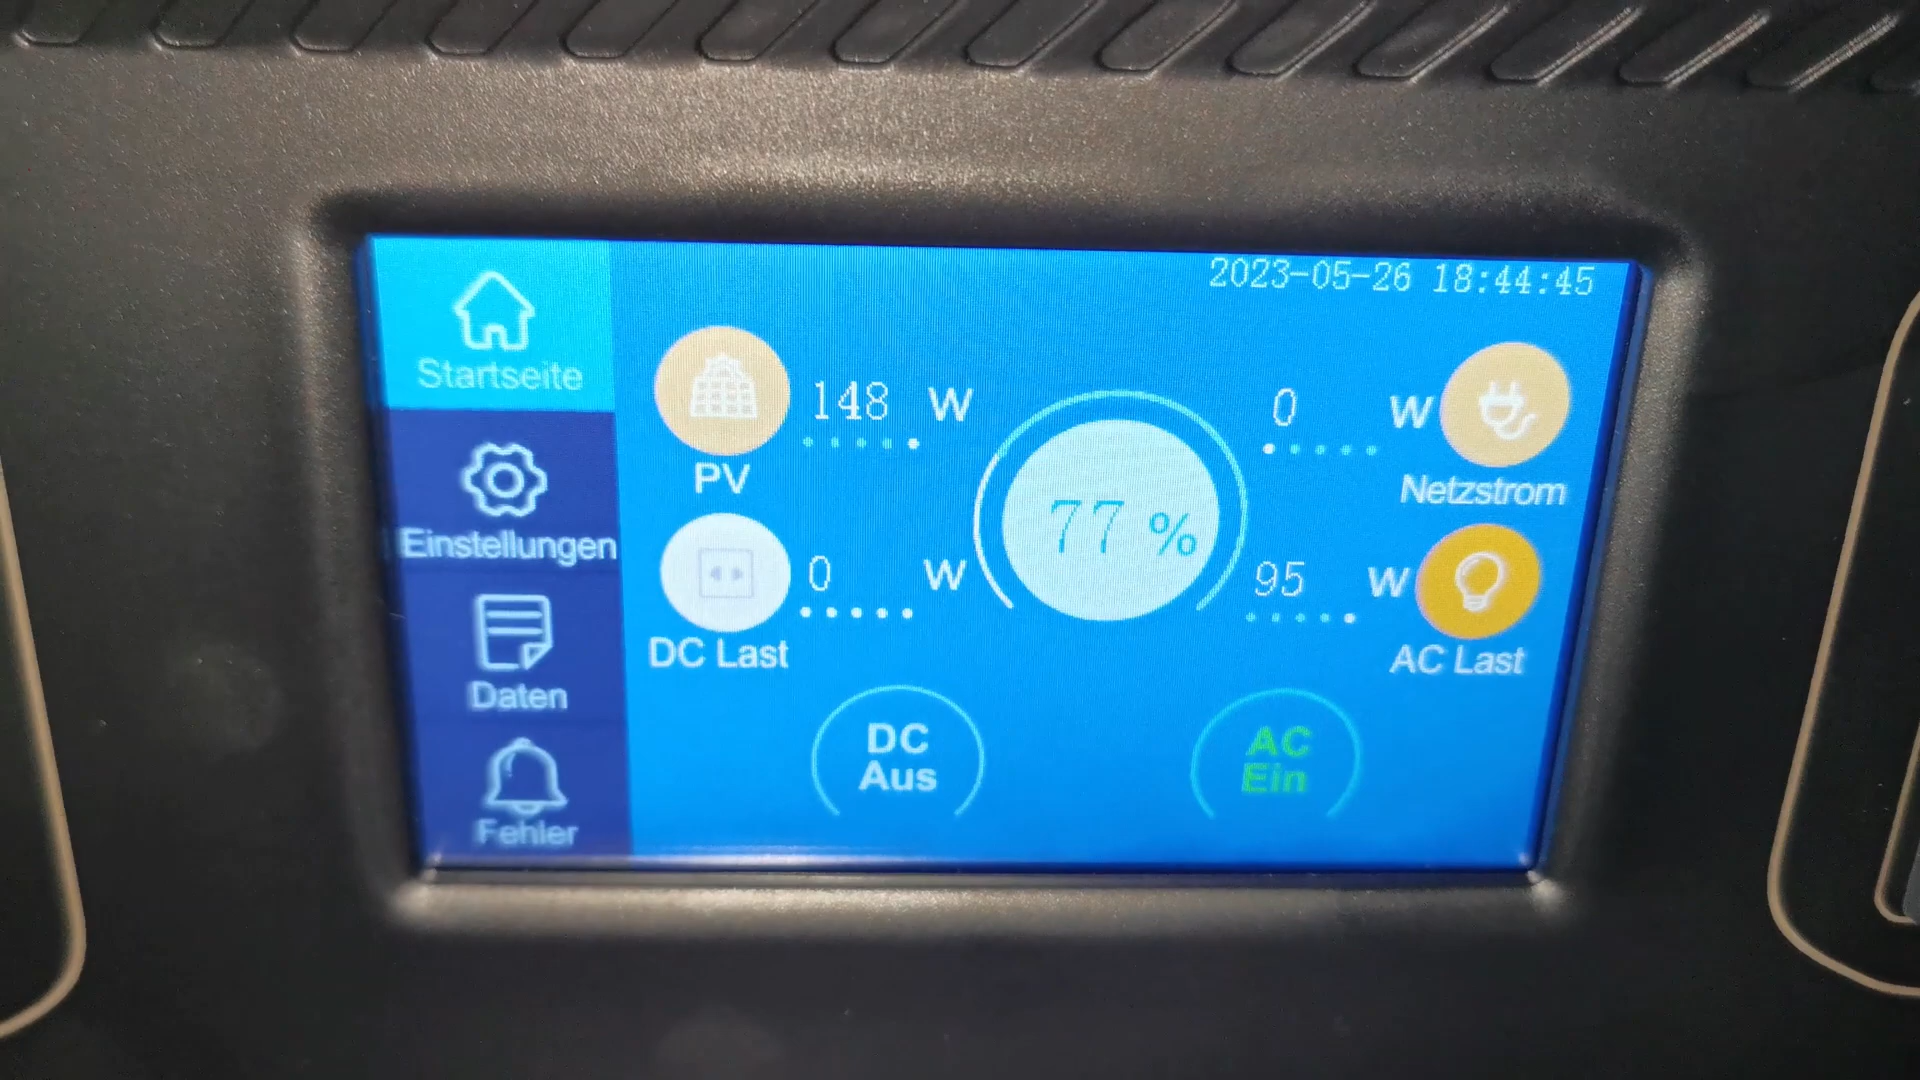 2023-05-26 18:44:45
Startseite
148 W
0 W
PV
Netzstrom
77 %
Einstellungen
0 W
95 W
DC Last
AC Last
Daten
DC
Aus
AC
Ein
Fehler